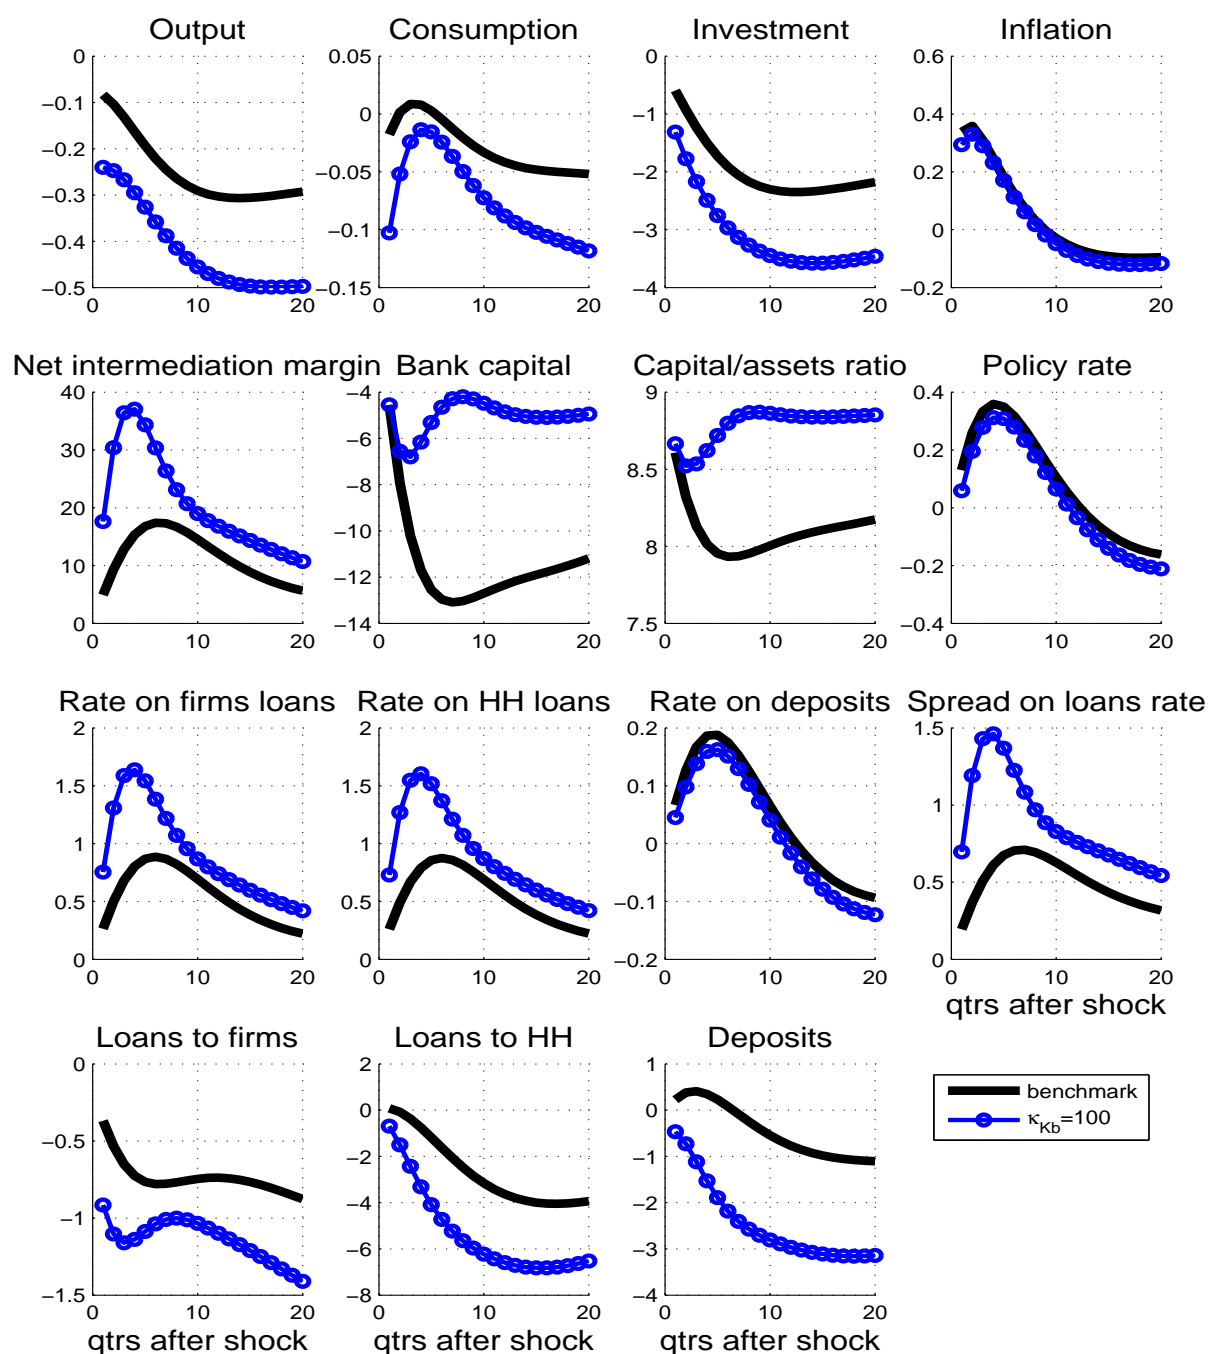 Output Consumption Investment Inflation
0 0.05 0 0.6
−0.1 0 −1 0.4
−0.2 −0.05 −2 0.2
−0.3
−0.4 −0.1 −3 0
−0.5 −0.15 −4 −0.2
0 10 20 0 10 20 0 10 20 0 10 20
Net intermediation margin Bank capital Capital/assets ratio Policy rate
40 −4 9 0.4
−6
30 8.5 0.2
−8
20 −10 8 0
10 −12 −0.2
0 −14 7.5 −0.4
0 10 20 0 10 20 0 10 20 0 10 20
Rate on firms loans Rate on HH loans Rate on deposits Spread on loans rate
2 2 0.2 1.5
1.5 1.5 0.1 1
1 1 0
0.5 0.5 −0.1 0.5
0 0 −0.2 0
0 10 20 0 10 20 0 10 20 0 10 20
qtrs after shock
Loans to firms Loans to HH Deposits
0 2 1
−0.5 0 0
−2 −1
−1 −4 −2
−6 −3
−1.5 −8 −4
0 10 20 0 10 20 0 10 20
qtrs after shock qtrs after shock qtrs after shock
benchmark
κKb=100